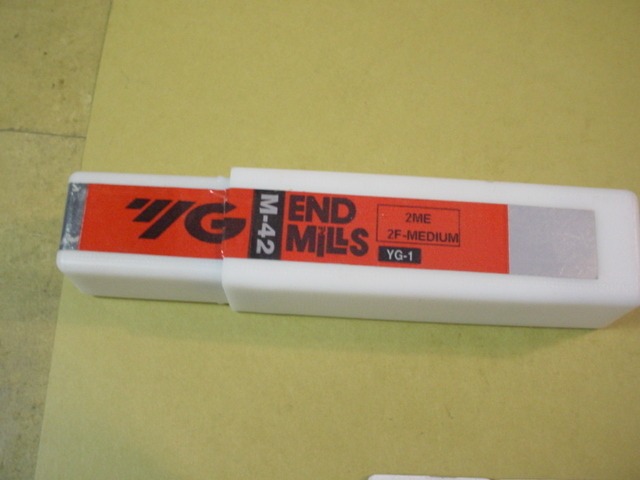 YG
M-42
END
MILLS
2ME
2F-MEDIUM
YG-1